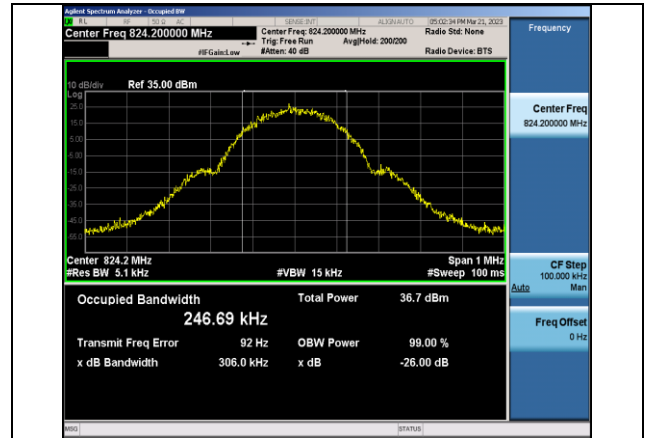 Agilent Spectrum Analyzer - Occupied BW
RL RF 50 Ω AC SENSE:INT ALIGN AUTO 05:02:34 PM Mar 21, 2023
Center Freq 824.200000 MHz
Center Freq: 824.200000 MHz Radio Std: None
Trig: Free Run Avg|Hold: 200/200
#IFGain:Low #Atten: 40 dB Radio Device: BTS
10 dB/div Ref 35.00 dBm
Log
25.0
15.0
5.00
-5.00
-15.0
-25.0
-35.0
-45.0
-55.0
Center 824.2 MHz Span 1 MHz
#Res BW 5.1 kHz #VBW 15 kHz #Sweep 100 ms
Occupied Bandwidth Total Power 36.7 dBm
246.69 kHz
Transmit Freq Error 92 Hz OBW Power 99.00 %
x dB Bandwidth 306.0 kHz x dB -26.00 dB
MSG STATUS
Frequency
Center Freq
824.200000 MHz
CF Step
100.000 kHz
Auto Man
Freq Offset
0 Hz